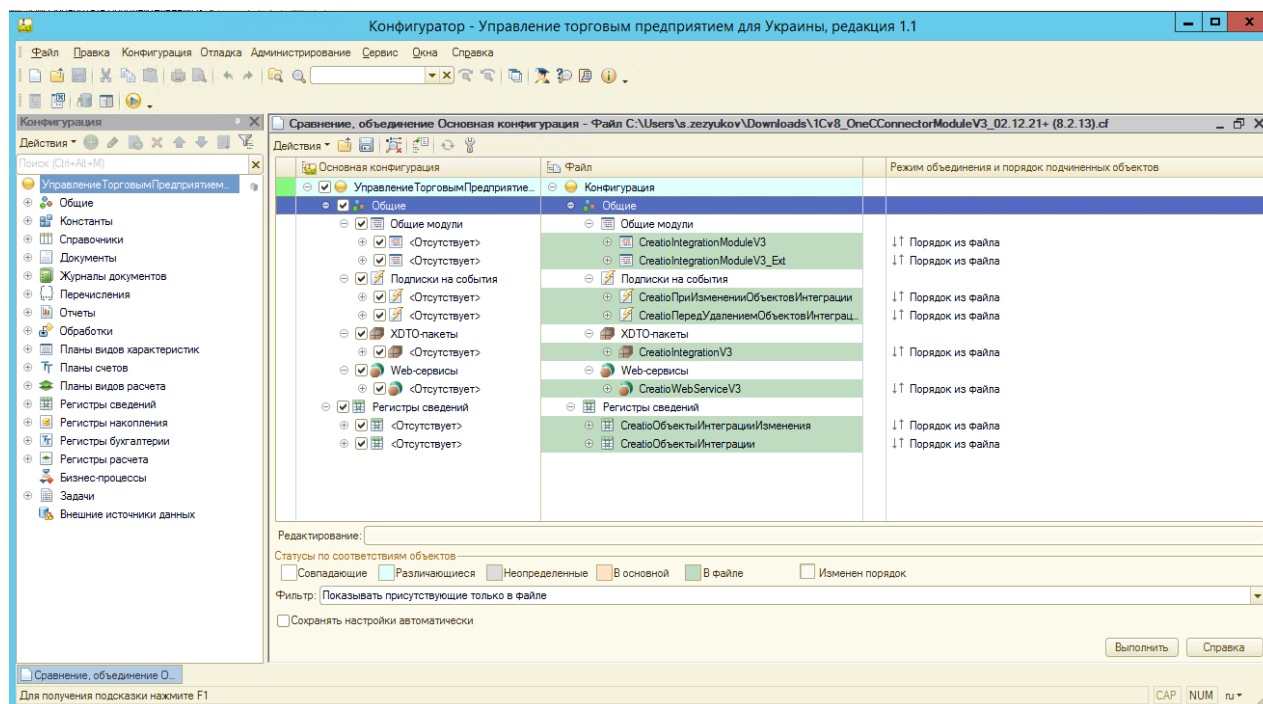 Конфигуратор - Управление торговым предприятием для Украины, редакция 1.1
Файл Правка Конфигурация Отладка Администрирование Сервис Окна Справка
Конфигурация
Действия
Поиск (Ctrl+Alt+M)
УправлениеТорговымПредприятием...
Общие
Константы
Справочники
Документы
Журналы документов
Перечисления
Отчеты
Обработки
Планы видов характеристик
Планы счетов
Планы видов расчета
Регистры сведений
Регистры накопления
Регистры бухгалтерии
Регистры расчета
Бизнес-процессы
Задачи
Внешние источники данных
Сравнение, объединение Основная конфигурация - Файл C:\Users\s.zezyukov\Downloads\1Cv8_OneCConnectorModuleV3_02.12.21+ (8.2.13).cf
Действия
Основная конфигурация Файл Режим объединения и порядок подчиненных объектов
УправлениеТорговымПредприятие... Конфигурация
Общие Общие
Общие модули Общие модули
<Отсутствует> CreatioIntegrationModuleV3 Порядок из файла
<Отсутствует> CreatioIntegrationModuleV3_Ext Порядок из файла
Подписки на события Подписки на события
<Отсутствует> CreatioПриИзмененииОбъектовИнтеграции Порядок из файла
<Отсутствует> CreatioПередУдалениемОбъектовИнтеграц... Порядок из файла
XDTO-пакеты XDTO-пакеты
<Отсутствует> CreatioIntegrationV3 Порядок из файла
Web-сервисы Web-сервисы
<Отсутствует> CreatioWebServiceV3 Порядок из файла
Регистры сведений Регистры сведений
<Отсутствует> CreatioОбъектыИнтеграцииИзменения Порядок из файла
<Отсутствует> CreatioОбъектыИнтеграции Порядок из файла
Редактирование:
Статусы по соответствиям объектов
Совпадающие Различающиеся Неопределенные В основной В файле Изменен порядок
Фильтр: Показывать присутствующие только в файле
Сохранять настройки автоматически
Выполнить Справка
Сравнение, объединение О...
Для получения подсказки нажмите F1 CAP NUM ru